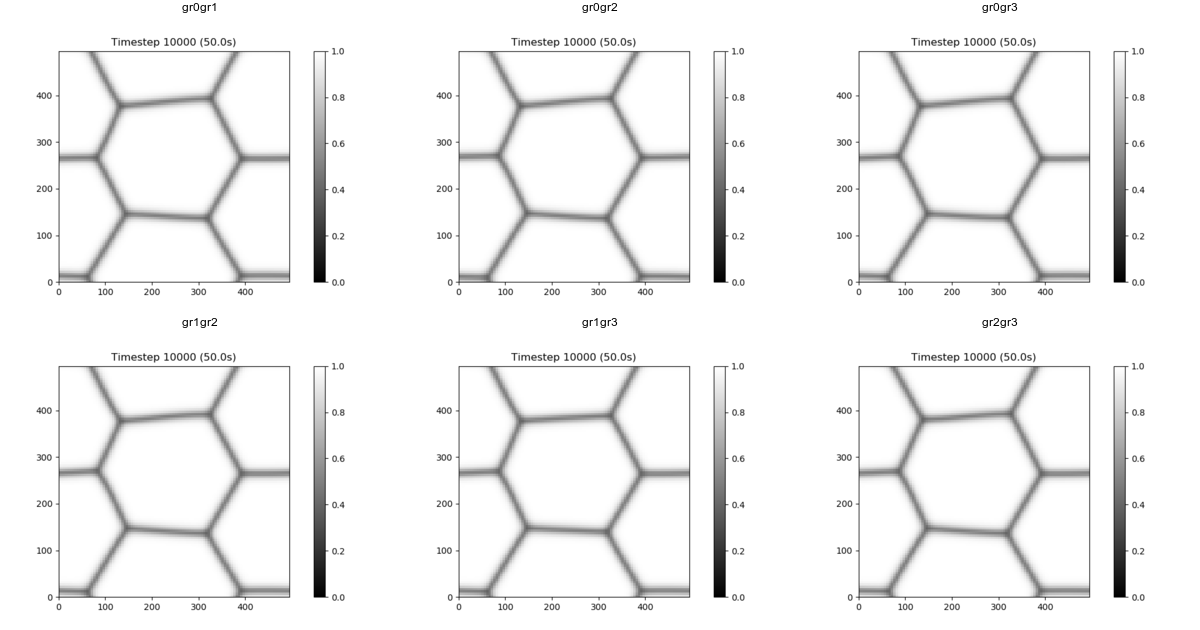 gr0gr1 gr0gr2 gr0gr3
Timestep 10000 (50.0s) Timestep 10000 (50.0s) Timestep 10000 (50.0s)
1.0 1.0 1.0
400 0.8 400 0.8 400 0.8
300 0.6 300 0.6 300 0.6
200 0.4 200 0.4 200 0.4
100 0.2 100 0.2 100 0.2
0 0.0 0 0.0 0 0.0
0 100 200 300 400 0 100 200 300 400 0 100 200 300 400
gr1gr2 gr1gr3 gr2gr3
Timestep 10000 (50.0s) Timestep 10000 (50.0s) Timestep 10000 (50.0s)
1.0 1.0 1.0
400 0.8 400 0.8 400 0.8
300 0.6 300 0.6 300 0.6
200 0.4 200 0.4 200 0.4
100 0.2 100 0.2 100 0.2
0 0.0 0 0.0 0 0.0
0 100 200 300 400 0 100 200 300 400 0 100 200 300 400